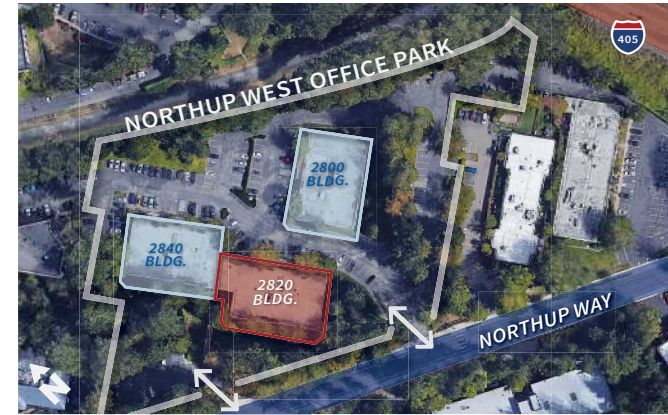 405
NORTHUP WEST OFFICE PARK
2800
BLDG.
2840
BLDG.
2820
BLDG.
NORTHUP WAY
N